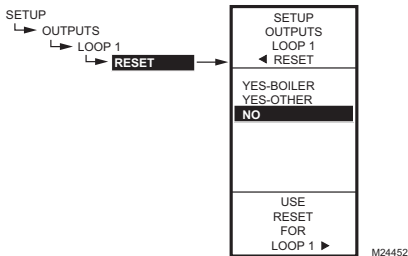 SETUP
OUTPUTS
LOOP 1
RESET
SETUP
OUTPUTS
LOOP 1
◀ RESET
YES-BOILER
YES-OTHER
NO
USE
RESET
FOR
LOOP 1 ▶
M24452